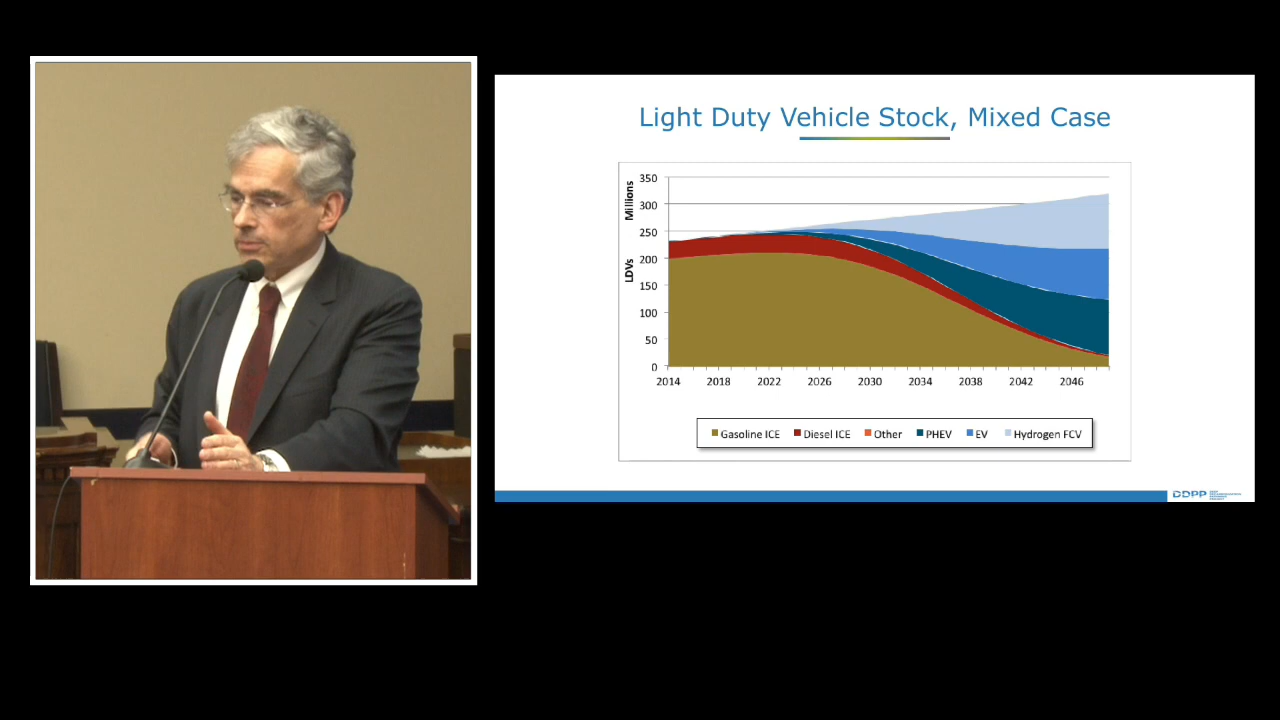 Light Duty Vehicle Stock, Mixed Case
Millions
LDVs
350
300
250
200
150
100
50
0
2014 2018 2022 2026 2030 2034 2038 2042 2046
Gasoline ICE Diesel ICE Other PHEV EV Hydrogen FCV
DDPP